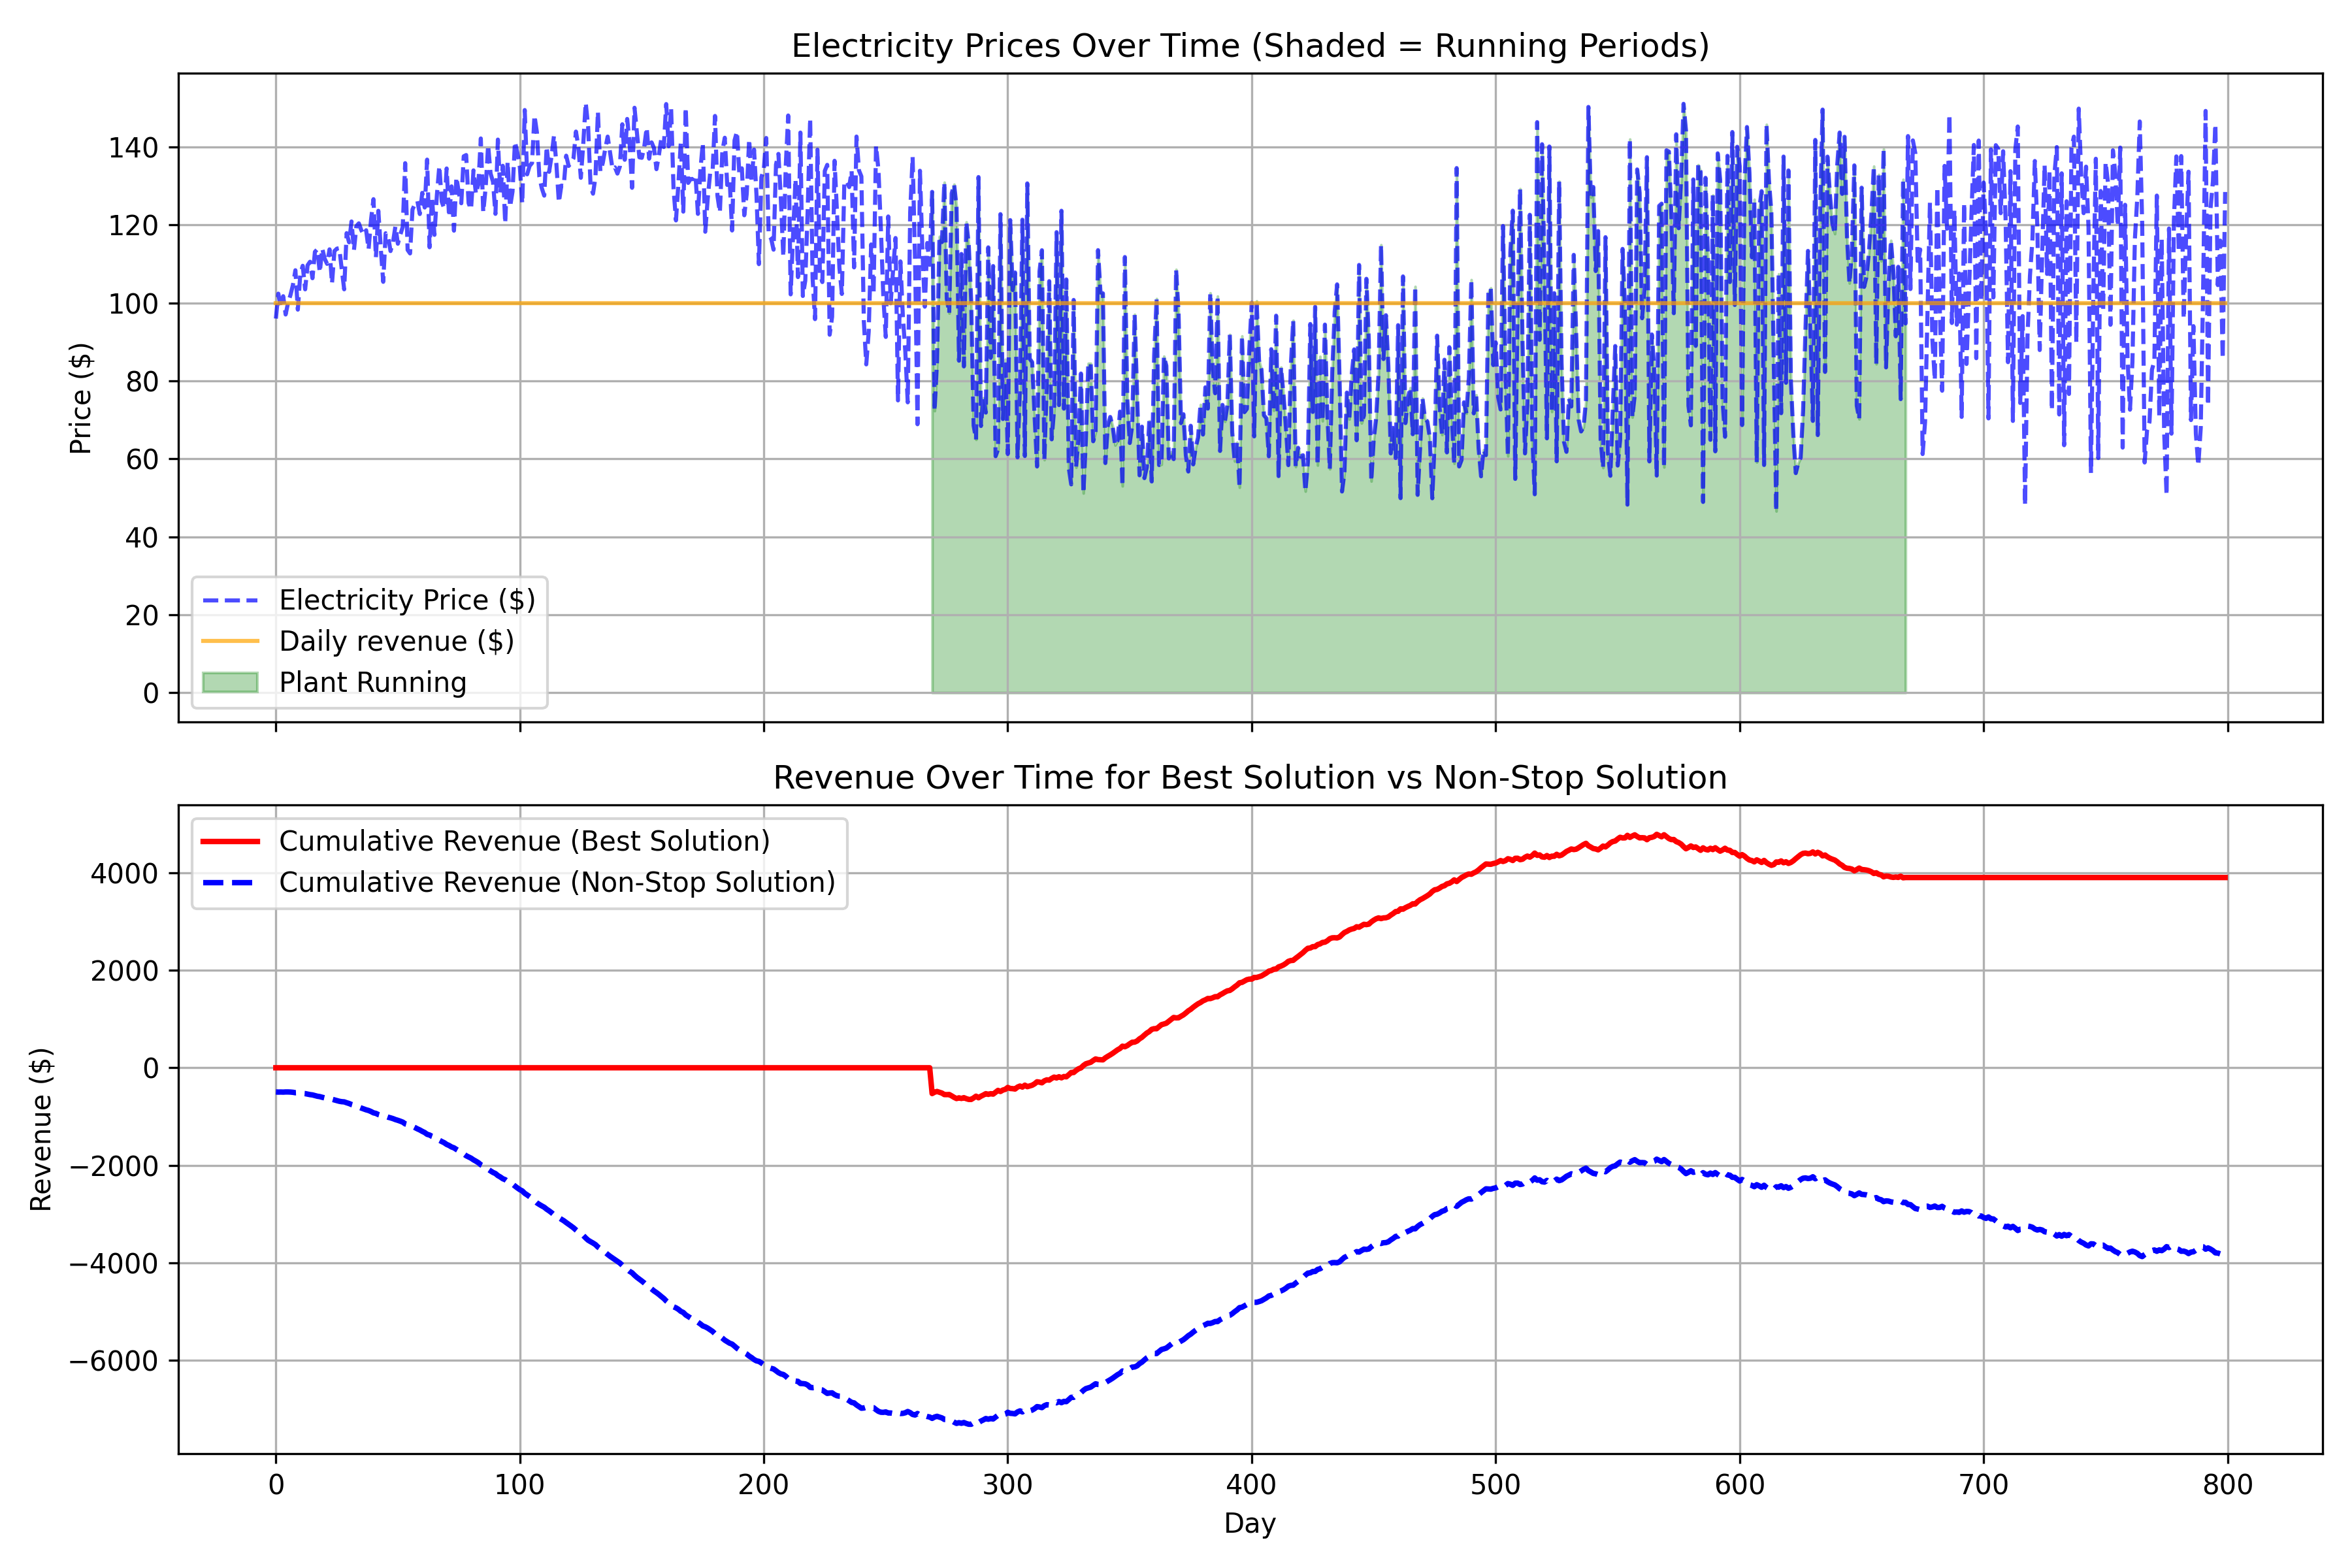 Electricity Prices Over Time (Shaded = Running Periods)
Price ($)
140
120
100
80
60
40
20
0
Electricity Price ($)
Daily revenue ($)
Plant Running
Revenue Over Time for Best Solution vs Non-Stop Solution
Revenue ($)
4000
2000
0
−2000
−4000
−6000
Cumulative Revenue (Best Solution)
Cumulative Revenue (Non-Stop Solution)
0 100 200 300 400 500 600 700 800
Day